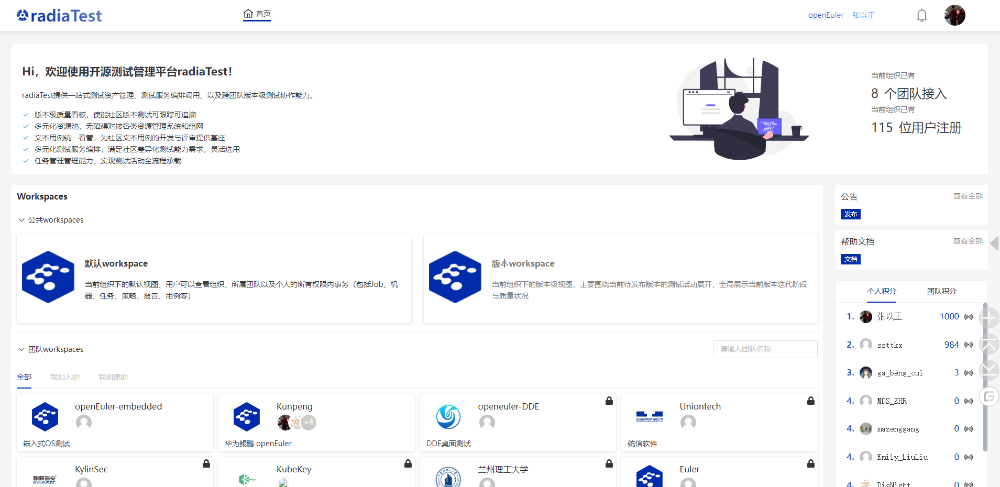 radiaTest
首页
openEuler 张以正
Hi，欢迎使用开源测试管理平台radiaTest！
radiaTest提供一站式测试资产管理、测试服务编排调用、以及跨团队版本级测试协作能力。
版本级质量看板，使能社区版本测试可跟踪可追溯
多元化资源池，无障碍对接各类资源管理系统和组网
文本用例统一看管，为社区文本用例的开发与评审提供基座
多元化测试服务编排，满足社区差异化测试能力需求，灵活选用
任务管理管理能力，实现测试活动全流程承载
当前组织已有
8 个团队接入
当前组织已有
115 位用户注册
Workspaces
公共workspaces
默认workspace
当前组织下的默认视图，用户可以查看组织、所属团队以及个人的所有权限内事务（包括Job、机
器、任务、策略、报告、用例等）
版本workspace
当前组织下的版本级视图，主要围绕当前待发布版本的测试活动展开，全局展示当前版本迭代阶段
与质量状况
团队workspaces
请输入团队名称
全部 我加入的 我创建的
openEuler-embedded
嵌入式OS测试
Kunpeng
+4
华为鲲鹏 openEuler
openeuler-DDE
DDE桌面测试
Uniontech
统信软件
KylinSec
麒麟信安
KYLINSEC
KubeKey
兰州理工大学
Euler
公告 查看全部
发布
帮助文档 查看全部
文档
个人积分 团队积分
1. 张以正 1000
2. ssttkx 984
3. ga_beng_cui 3
4. MDS_ZHR 0
4. mazenggang 0
4. Emily_LiuLiu 0
4. DisNight 0